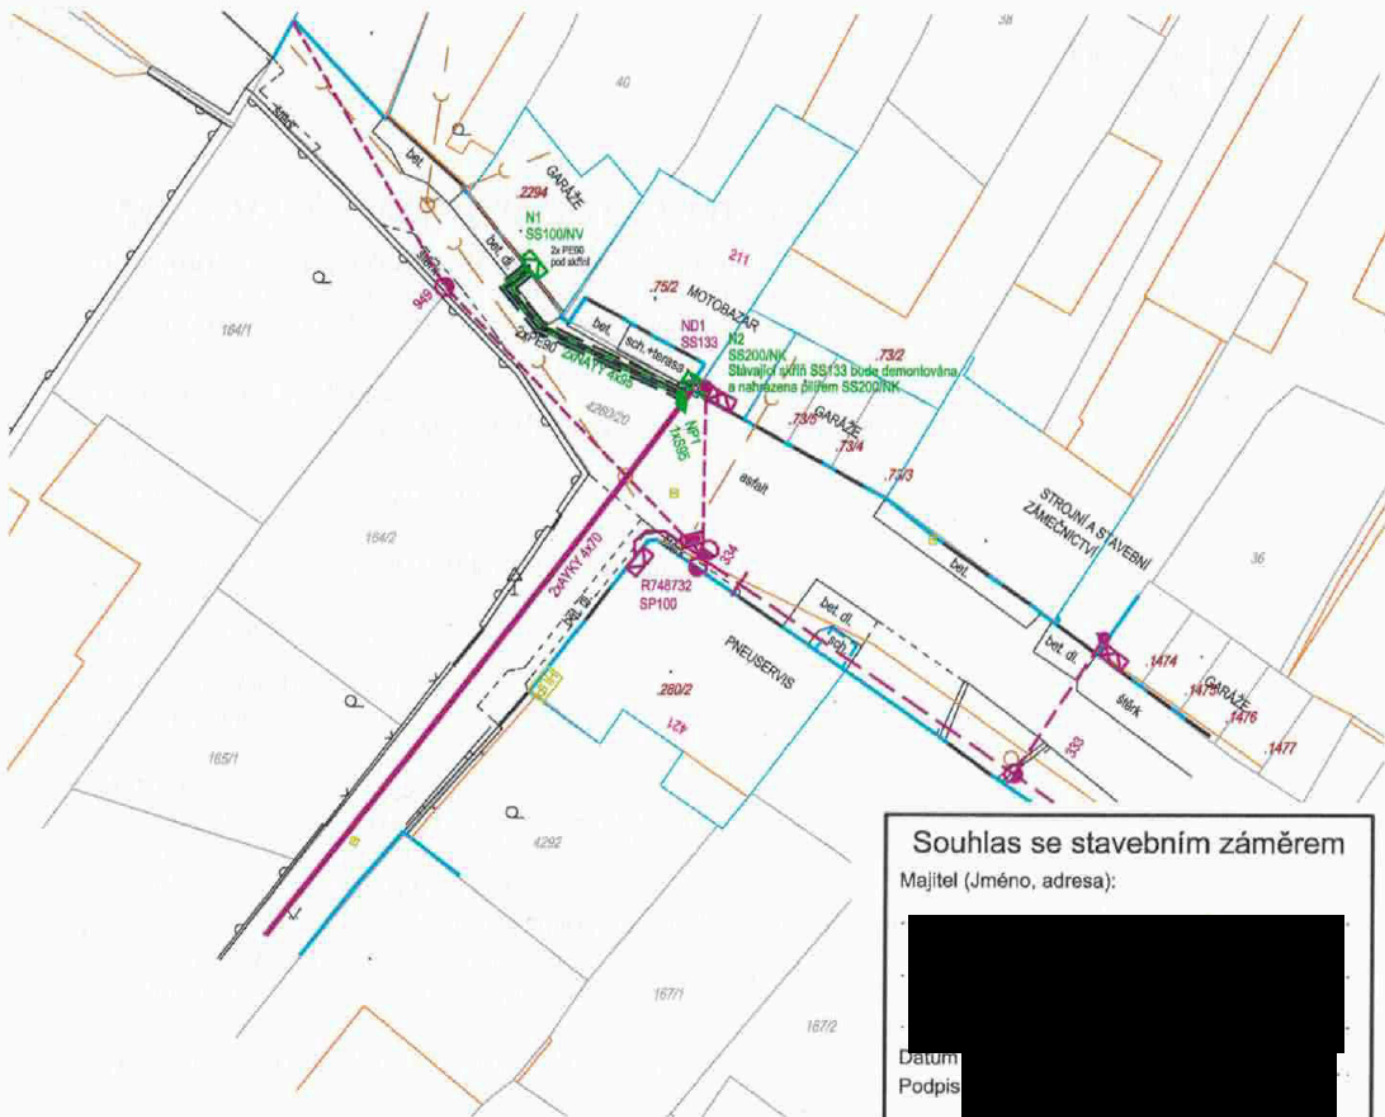 38
40
bet.
GARÁŽE
.2294
N1
SS100/NV
2x PE90
pod skříní
bet. dl.
211
.75/2
MOTOBAZAR
949
164/1
2xPE90
2xNAYY 4x95
bet.
sch.+terasa
ND1
SS133
N2
SS200/NK
Stávající skříň SS133 bude demontována
a nahrazena pilířem SS200/NK
.73/2
4260/20
NP1
1xS95
.73/5
GARÁŽE
.73/4
.73/3
asfalt
STROJNÍ A STAVEBNÍ
ZÁMEČNICTVÍ
36
164/2
2xAYKY 4x70
334
R748732
SP100
bet.
bet. dl.
sch.
bet. dl.
PNEUSERVIS
.280/2
421
.1474
.1475
GARÁŽE
.1476
.1477
štěrk
333
165/1
4292
167/1
167/2
Souhlas se stavebním záměrem
Majitel (Jméno, adresa):
Datum
Podpis